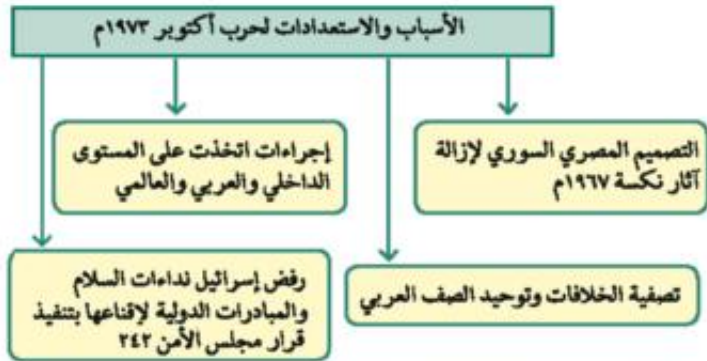 الأسباب والاستعدادات لحرب أكتوبر ١٩٧٣م
التصميم المصري السوري لإزالة
آثار نكسة ١٩٦٧م
إجراءات اتخذت على المستوى
الداخلي والعربي والعالمي
تصفية الخلافات وتوحيد الصف العربي
رفض إسرائيل نداءات السلام
والمبادرات الدولية لإقناعها بتنفيذ
قرار مجلس الأمن ٢٤٢